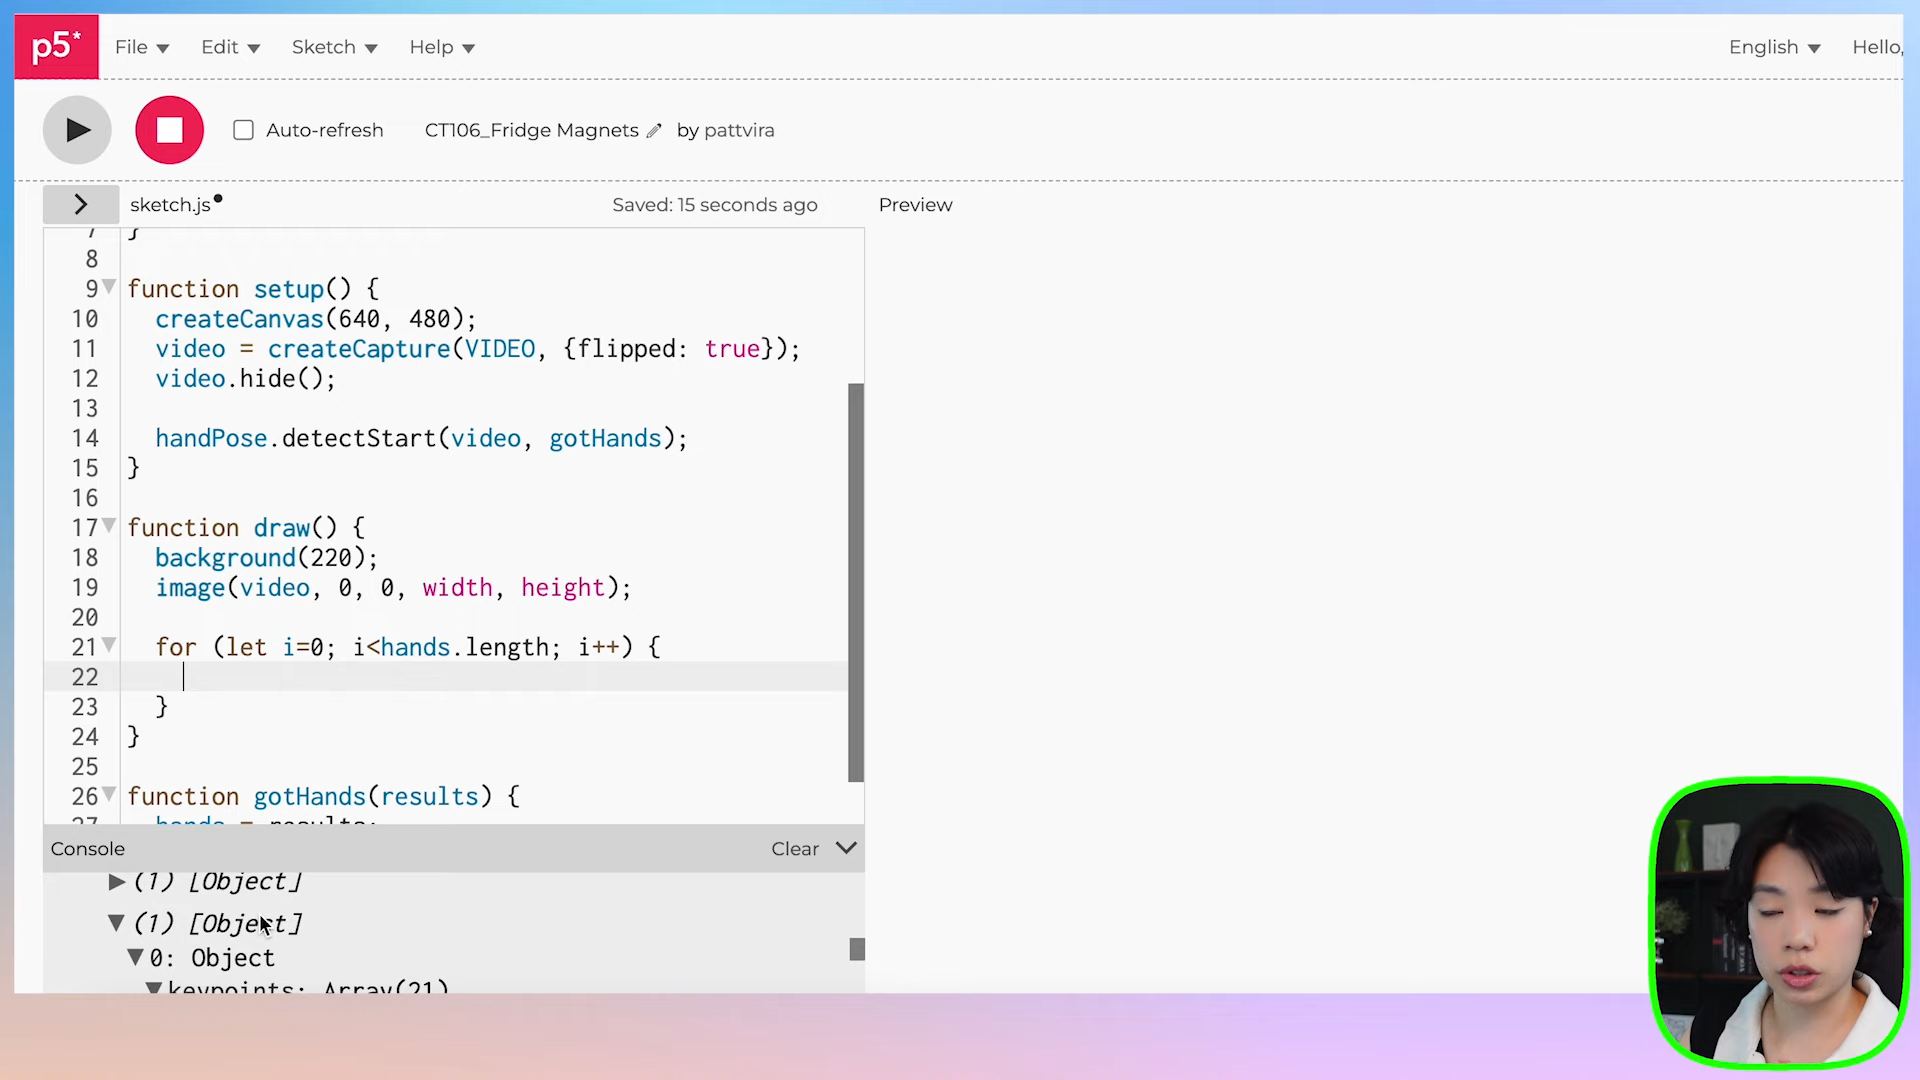 p5* File Edit Sketch Help English Hello,
Auto-refresh CT106_Fridge Magnets by pattvira
> sketch.js Saved: 15 seconds ago Preview
7 }
8
9 function setup() {
10 createCanvas(640, 480);
11 video = createCapture(VIDEO, {flipped: true});
12 video.hide();
13
14 handPose.detectStart(video, gotHands);
15 }
16
17 function draw() {
18 background(220);
19 image(video, 0, 0, width, height);
20
21 for (let i=0; i<hands.length; i++) {
22
23 }
24 }
25
26 function gotHands(results) {
27 hands = results;
Console Clear
(1) [Object]
(1) [Object]
0: Object
keypoints: Array(21)